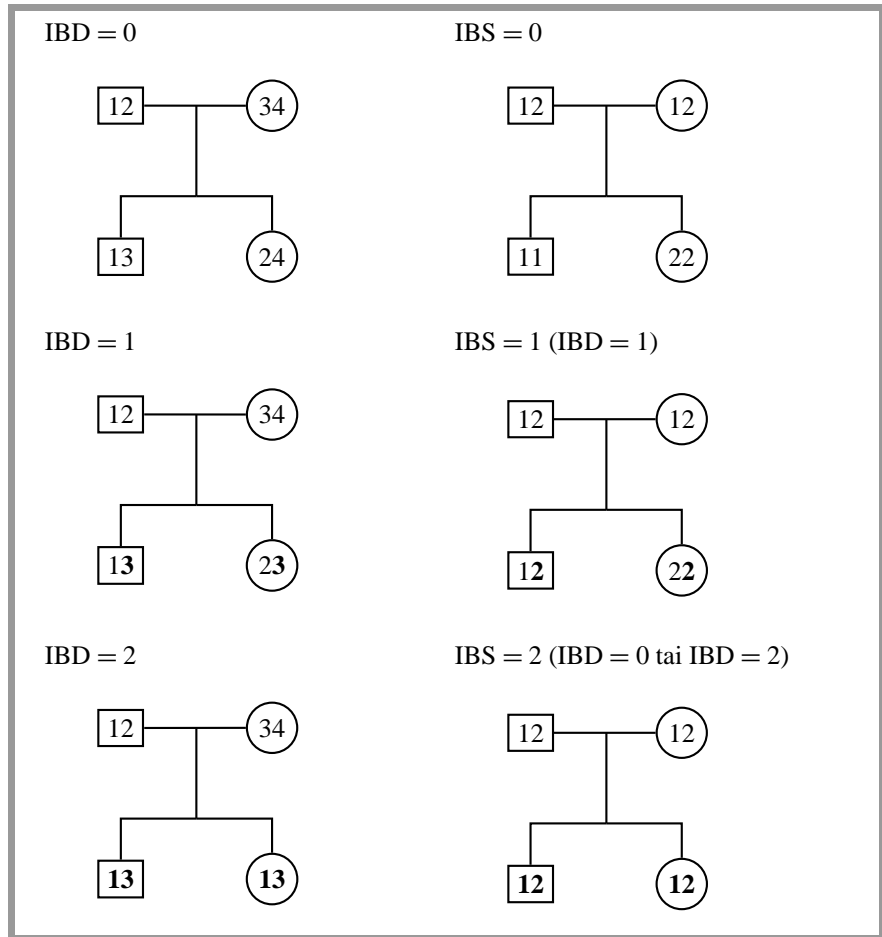 IBD = 0
12 34
13 24
IBS = 0
12 12
11 22
IBD = 1
12 34
13 23
IBS = 1 (IBD = 1)
12 12
12 22
IBD = 2
12 34
13 13
IBS = 2 (IBD = 0 tai IBD = 2)
12 12
12 12